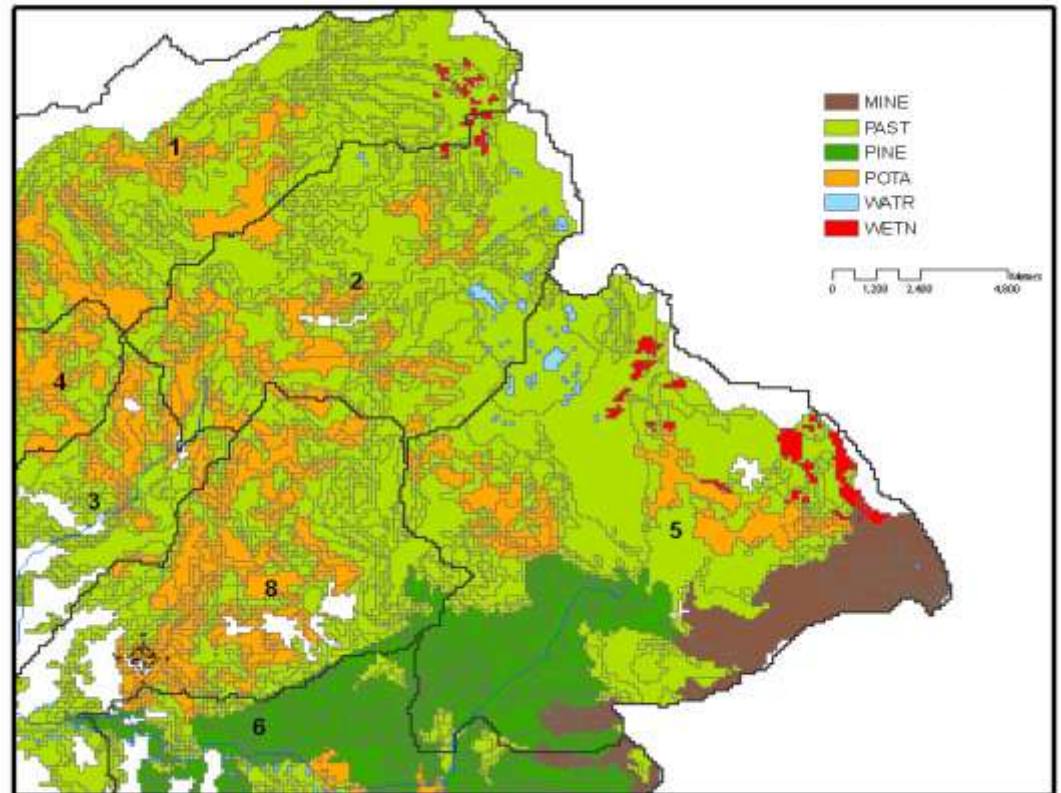 MINE
PAST
PINE
POTA
WATR
WETN
Meters
0 1,200 2,400 4,800
1
2
4
3
5
8
6